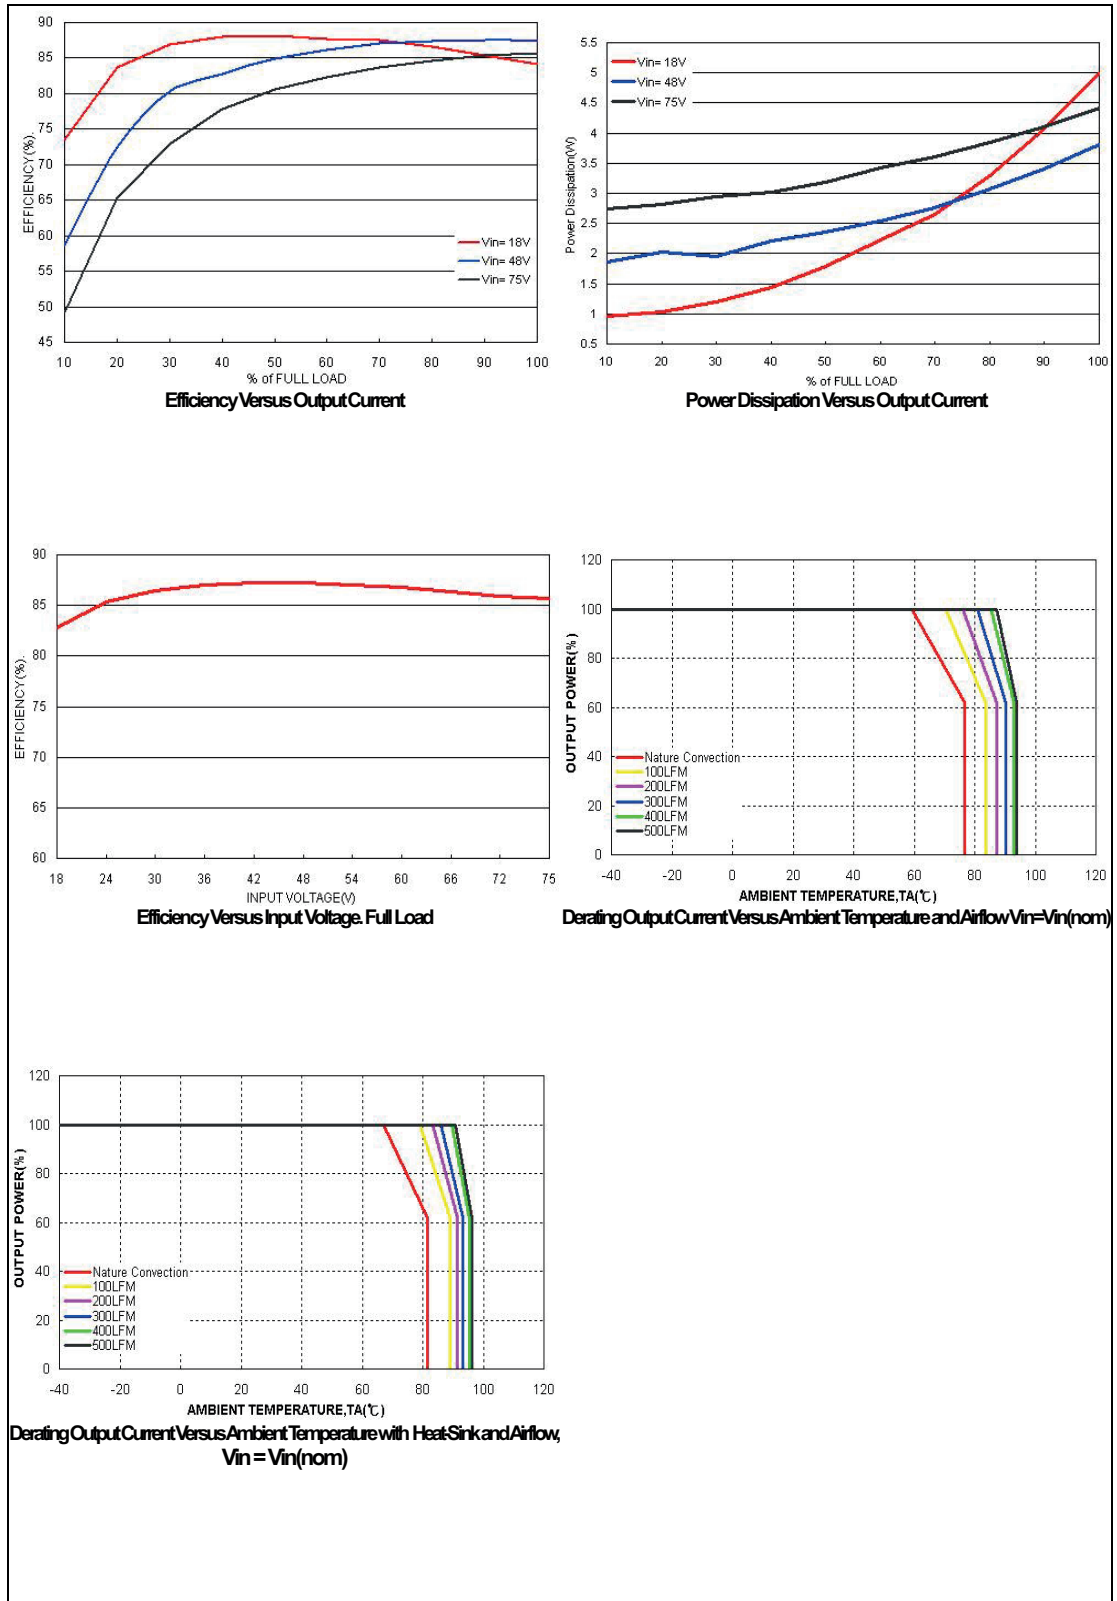 90
85
80
75
70
65
60
55
50
45
EFFICIENCY(%).
Vin= 18V
Vin= 48V
Vin= 75V
10 20 30 40 50 60 70 80 90 100
% of FULL LOAD
Efficiency Versus Output Current
5.5
5
4.5
4
3.5
3
2.5
2
1.5
1
0.5
Power Dissipation(W)
Vin= 18V
Vin= 48V
Vin= 75V
10 20 30 40 50 60 70 80 90 100
% of FULL LOAD
Power Dissipation Versus Output Current
90
85
80
75
70
65
60
EFFICIENCY(%).
18 24 30 36 42 48 54 60 66 72 75
INPUT VOLTAGE(V)
Efficiency Versus Input Voltage. Full Load
120
100
80
60
40
20
0
OUTPUT POWER(%)
Nature Convection
100LFM
200LFM
300LFM
400LFM
500LFM
-40 -20 0 20 40 60 80 100 120
AMBIENT TEMPERATURE,TA(℃)
Derating Output Current Versus Ambient Temperature and Airflow Vin=Vin(nom)
120
100
80
60
40
20
0
OUTPUT POWER(%)
Nature Convection
100LFM
200LFM
300LFM
400LFM
500LFM
-40 -20 0 20 40 60 80 100 120
AMBIENT TEMPERATURE,TA(℃)
Derating Output Current Versus Ambient Temperature with Heat-Sink and Airflow,
Vin = Vin(nom)